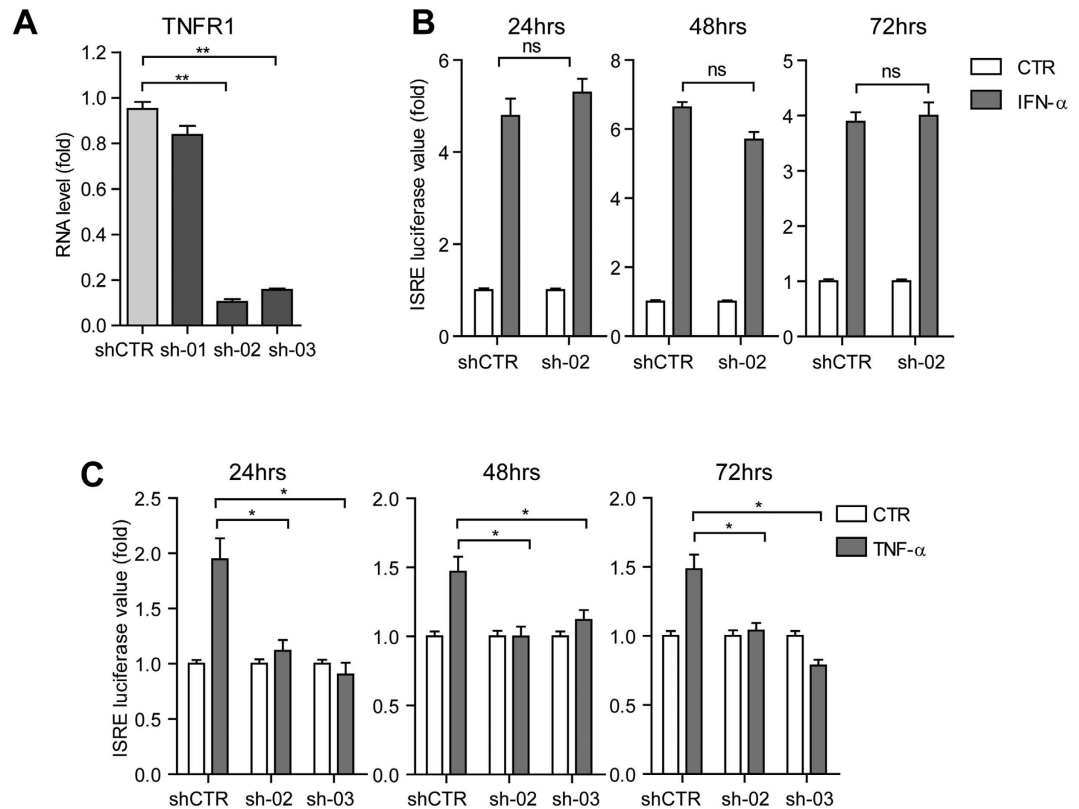 A
TNFR1
RNA level (fold)
1.2
1.0
0.8
0.6
0.4
0.2
0.0
**
**
shCTR sh-01 sh-02 sh-03
B
24hrs
48hrs
72hrs
ISRE luciferase value (fold)
6
4
2
6
ns
shCTR sh-02
8
6
4
2
0
ns
shCTR sh-02
5
4
3
2
1
0
ns
shCTR sh-02
CTR
IFN-α
C
24hrs
48hrs
72hrs
ISRE luciferase value (fold)
2.5
2.0
1.5
1.0
0.5
0.0
*
*
shCTR sh-02 sh-03
2.0
1.5
1.0
0.5
0.0
*
*
shCTR sh-02 sh-03
2.0
1.5
1.0
0.5
0.0
*
*
shCTR sh-02 sh-03
CTR
TNF-α